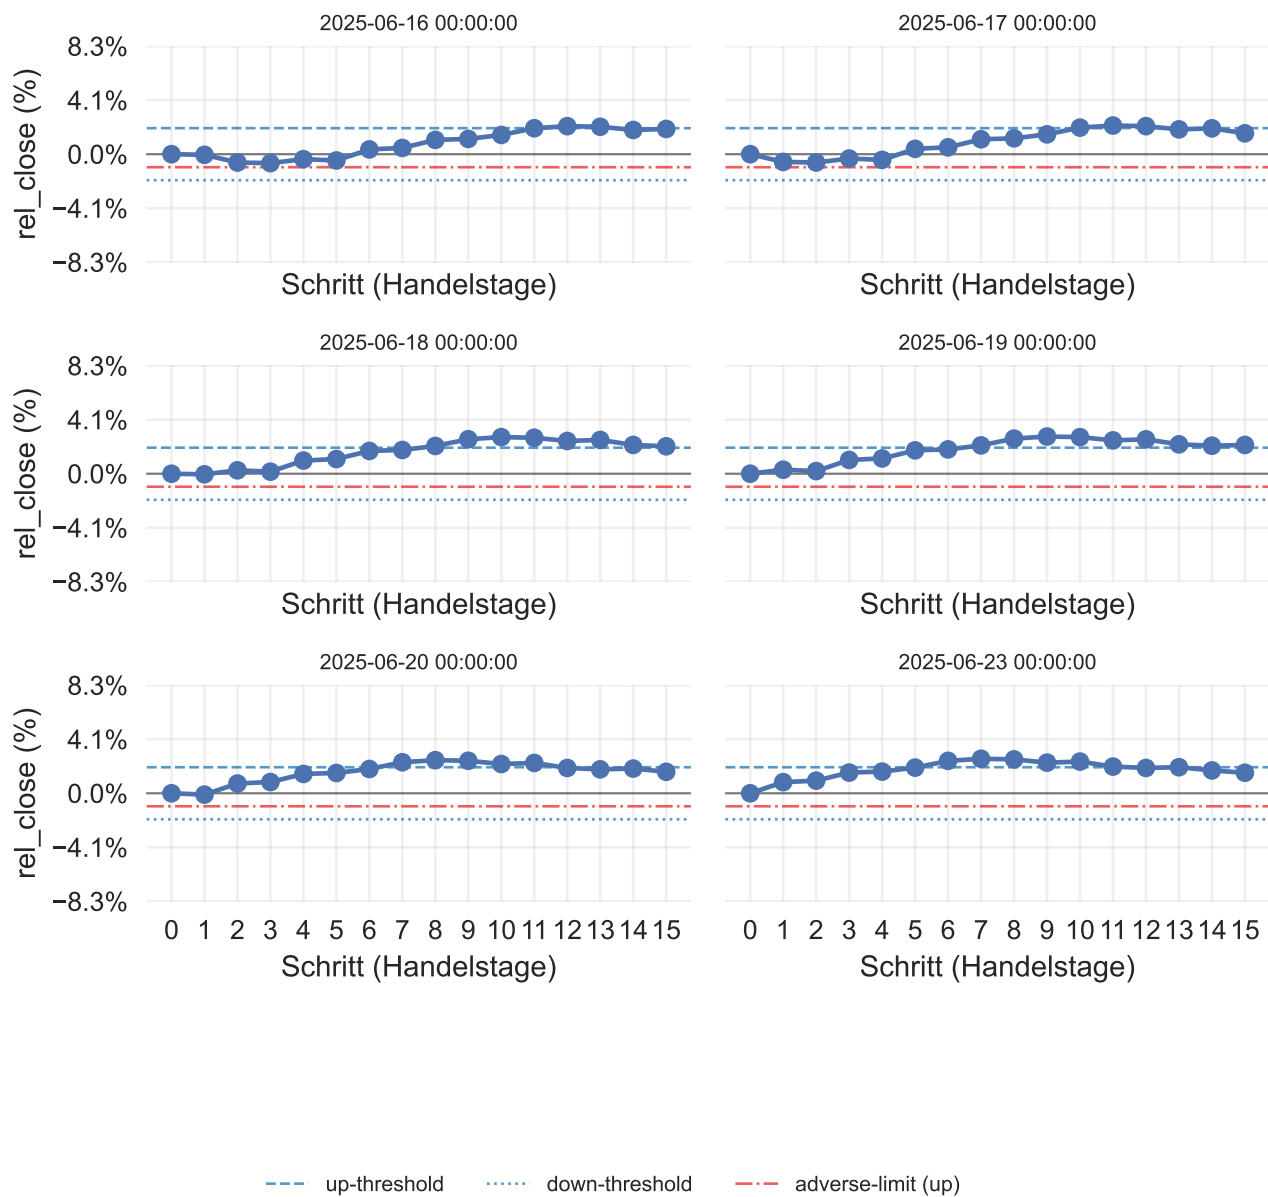 2025-06-16 00:00:00
2025-06-17 00:00:00
8.3%
4.1%
0.0%
−4.1%
−8.3%
rel_close (%)
Schritt (Handelstage)
Schritt (Handelstage)
2025-06-18 00:00:00
2025-06-19 00:00:00
8.3%
4.1%
0.0%
−4.1%
−8.3%
rel_close (%)
Schritt (Handelstage)
Schritt (Handelstage)
2025-06-20 00:00:00
2025-06-23 00:00:00
8.3%
4.1%
0.0%
−4.1%
−8.3%
rel_close (%)
0 1 2 3 4 5 6 7 8 9 10 11 12 13 14 15
0 1 2 3 4 5 6 7 8 9 10 11 12 13 14 15
Schritt (Handelstage)
Schritt (Handelstage)
up-threshold
down-threshold
adverse-limit (up)